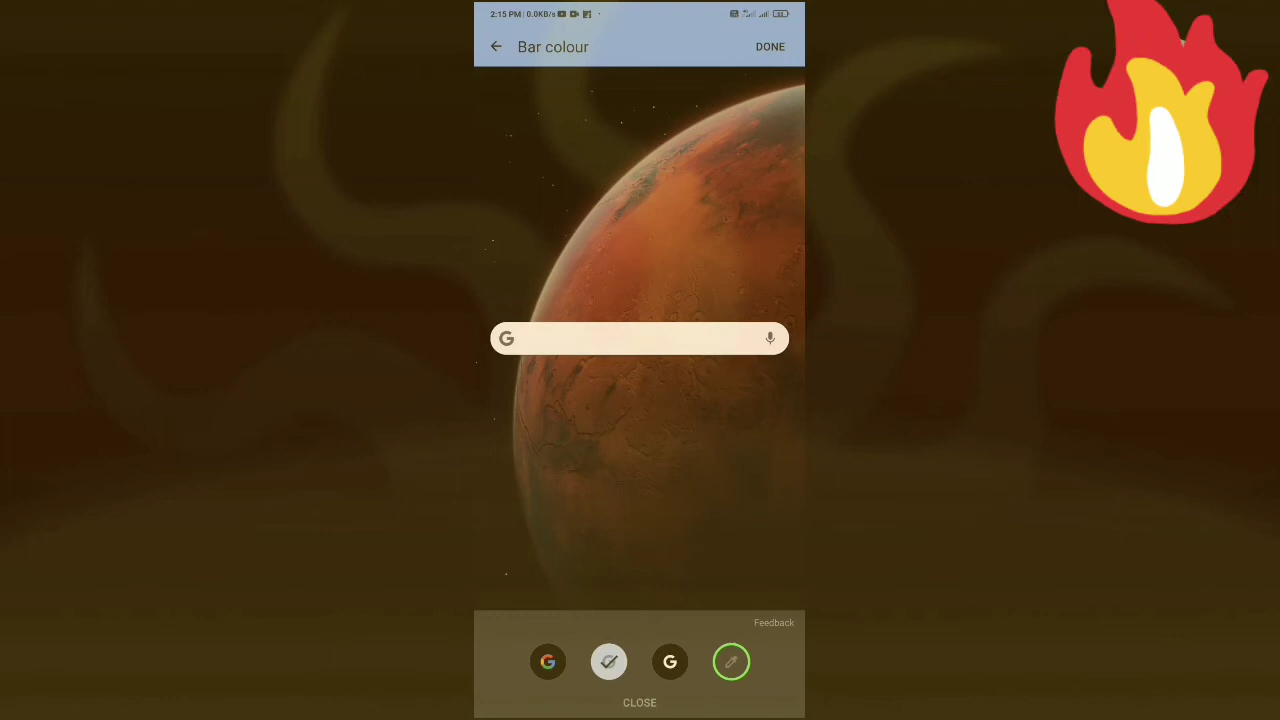 2:15 PM | 0.0KB/s
Bar colour
DONE
G
Feedback
G G G
CLOSE